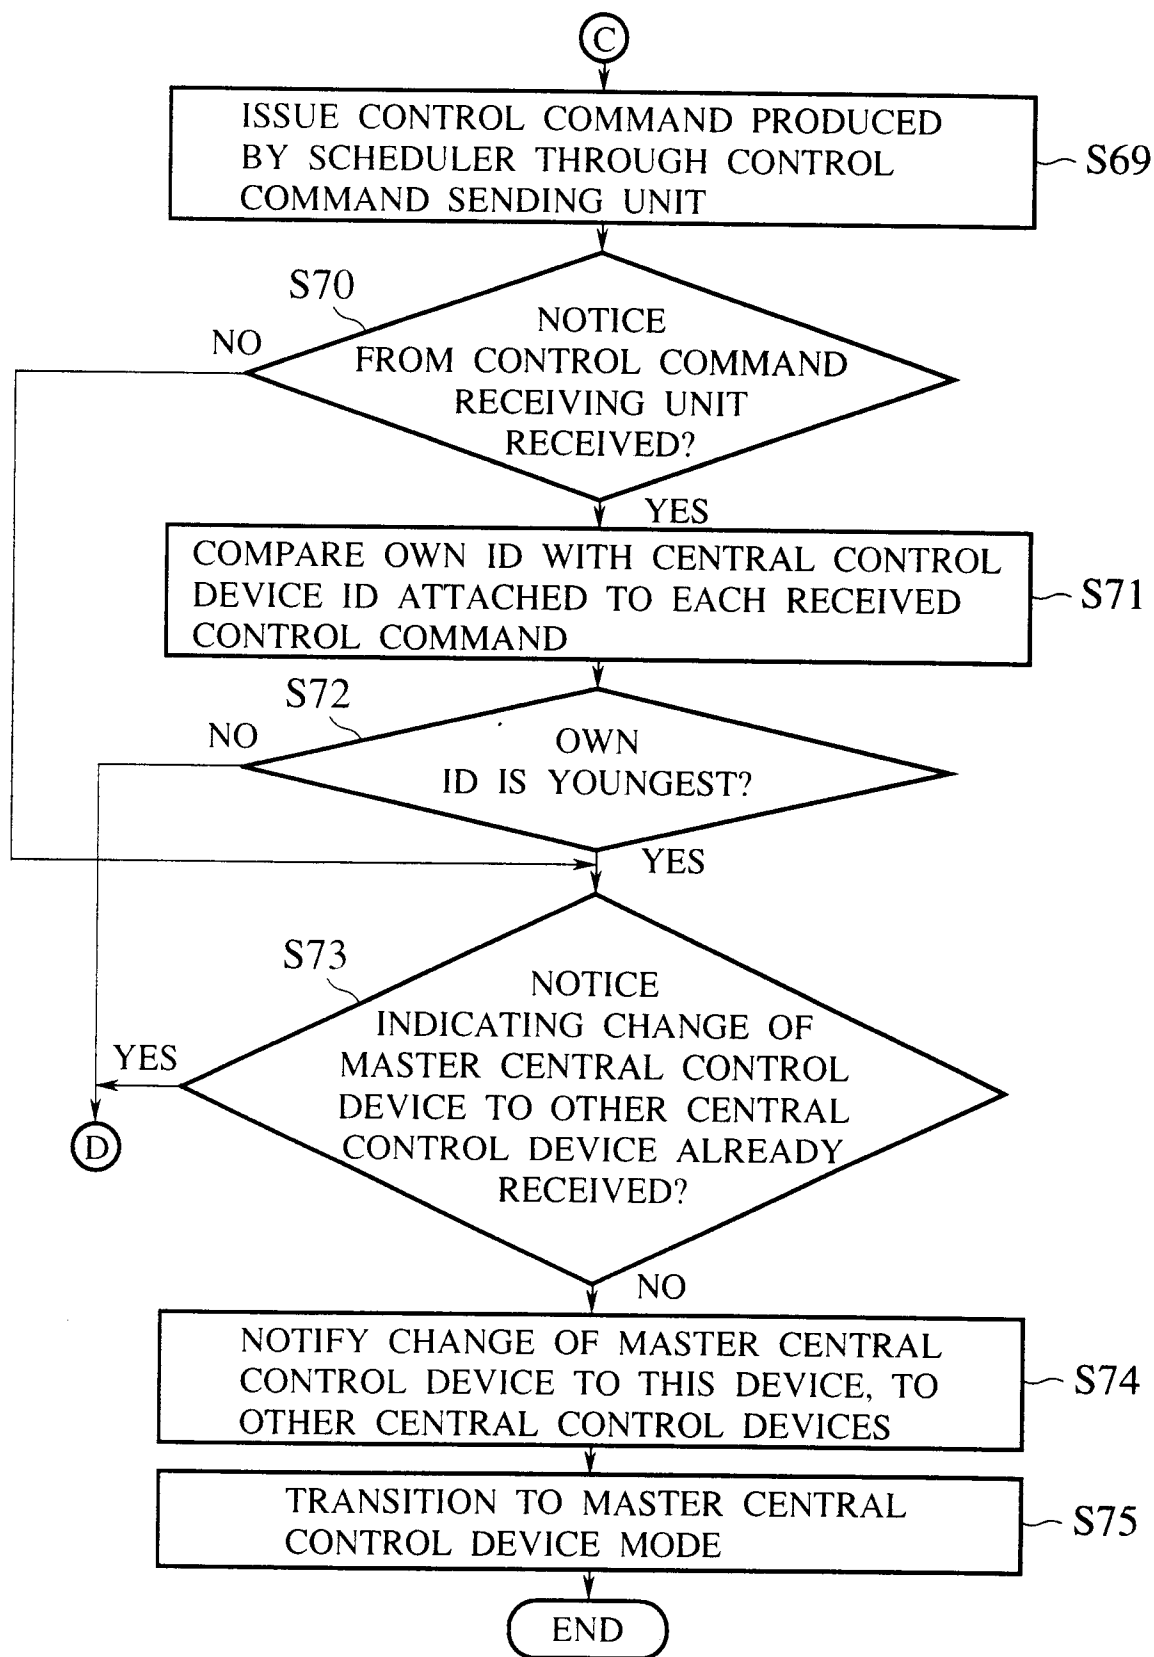 C
ISSUE CONTROL COMMAND PRODUCED
BY SCHEDULER THROUGH CONTROL
COMMAND SENDING UNIT
S69
S70
NO
NOTICE
FROM CONTROL COMMAND
RECEIVING UNIT
RECEIVED?
YES
COMPARE OWN ID WITH CENTRAL CONTROL
DEVICE ID ATTACHED TO EACH RECEIVED
CONTROL COMMAND
S71
S72
NO
OWN
ID IS YOUNGEST?
YES
S73
NOTICE
INDICATING CHANGE OF
MASTER CENTRAL CONTROL
DEVICE TO OTHER CENTRAL
CONTROL DEVICE ALREADY
RECEIVED?
YES
D
NO
NOTIFY CHANGE OF MASTER CENTRAL
CONTROL DEVICE TO THIS DEVICE, TO
OTHER CENTRAL CONTROL DEVICES
S74
TRANSITION TO MASTER CENTRAL
CONTROL DEVICE MODE
S75
END